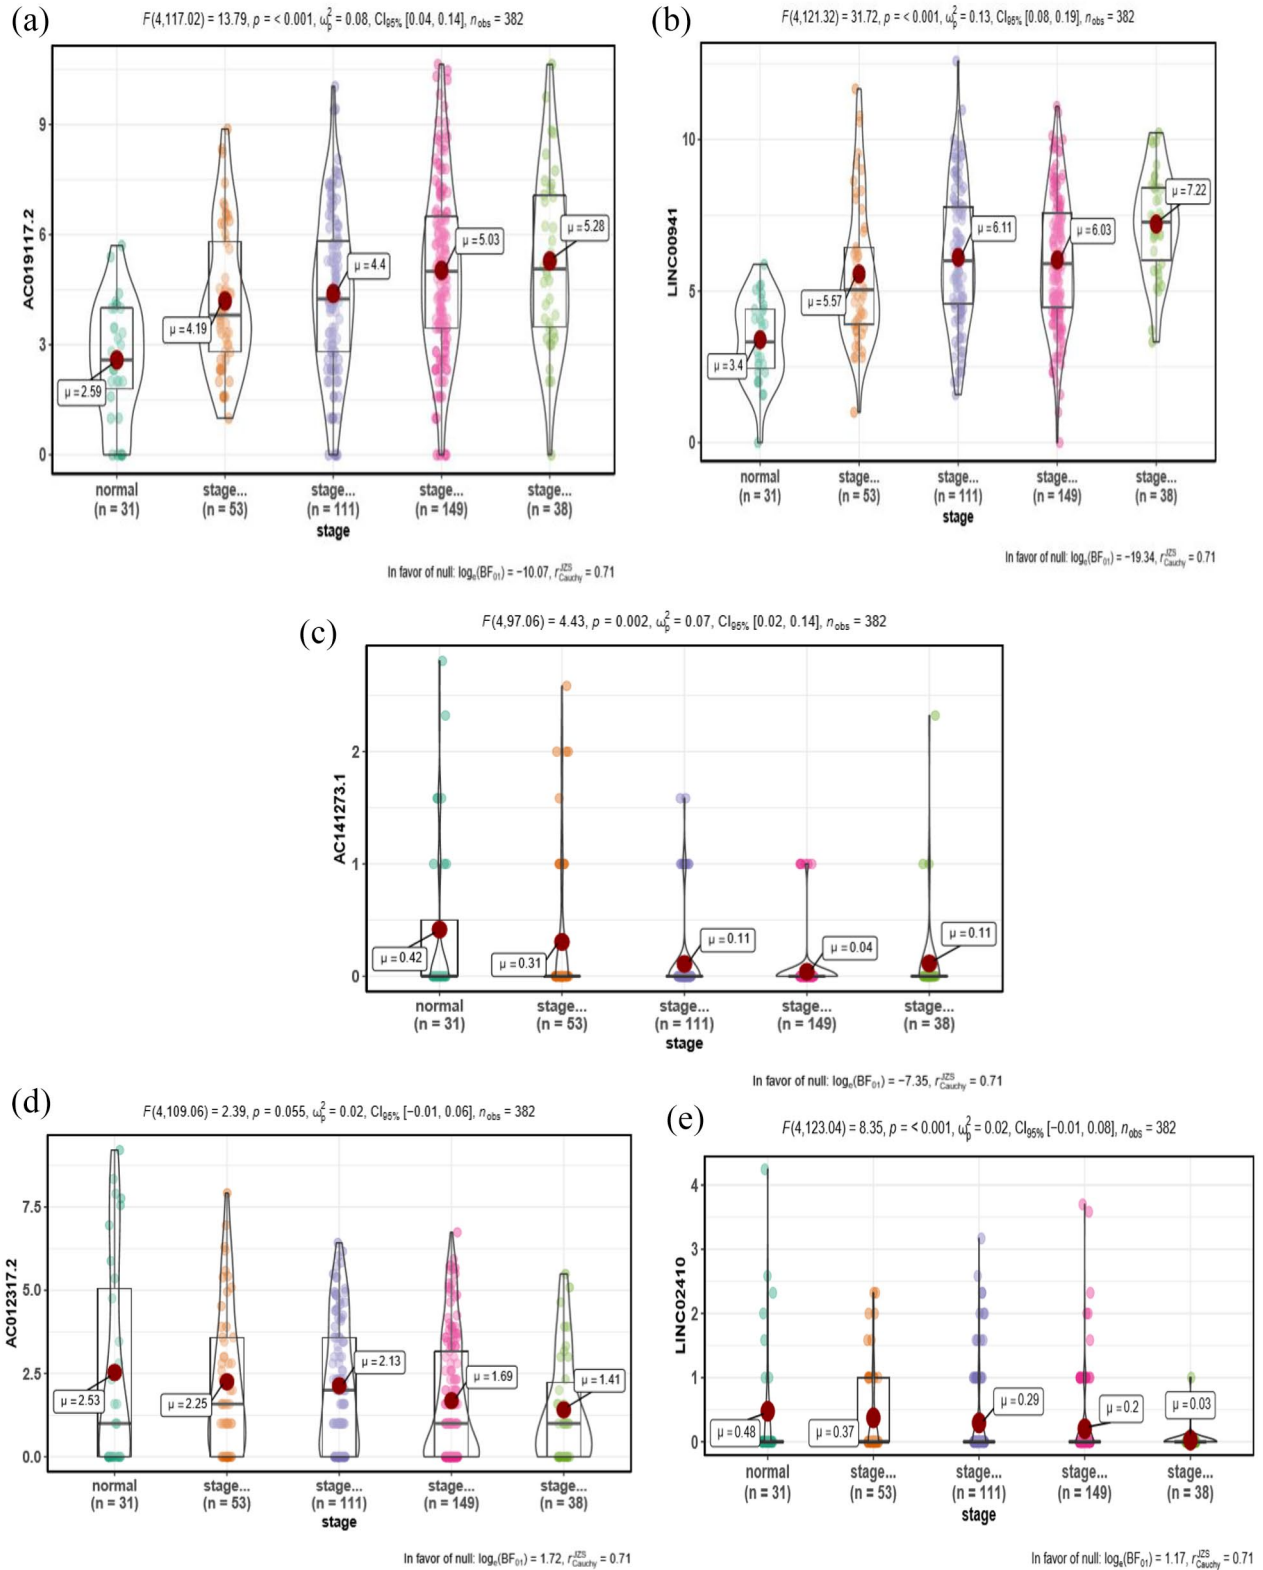 (a)
F(4,117.02) = 13.79, p = < 0.001, ω²ₚ = 0.08, CI₉₅% [0.04, 0.14], n_obs = 382
AC019117.2
9
6
3
0
μ = 2.59
μ = 4.19
μ = 4.4
μ = 5.03
μ = 5.28
normal stage... stage... stage... stage...
(n = 31) (n = 53) (n = 111) (n = 149) (n = 38)
stage
In favor of null: logₑ(BF₀₁) = −10.07, r^JZS_Cauchy = 0.71
(b)
F(4,121.32) = 31.72, p = < 0.001, ω²ₚ = 0.13, CI₉₅% [0.08, 0.19], n_obs = 382
LINC00941
10
5
0
μ = 3.4
μ = 5.57
μ = 6.11
μ = 6.03
μ = 7.22
normal stage... stage... stage... stage...
(n = 31) (n = 53) (n = 111) (n = 149) (n = 38)
stage
In favor of null: logₑ(BF₀₁) = −19.34, r^JZS_Cauchy = 0.71
(c)
F(4,97.06) = 4.43, p = 0.002, ω²ₚ = 0.07, CI₉₅% [0.02, 0.14], n_obs = 382
AC141273.1
2
1
0
μ = 0.42
μ = 0.31
μ = 0.11
μ = 0.04
μ = 0.11
normal stage... stage... stage... stage...
(n = 31) (n = 53) (n = 111) (n = 149) (n = 38)
stage
In favor of null: logₑ(BF₀₁) = −7.35, r^JZS_Cauchy = 0.71
(d)
F(4,109.06) = 2.39, p = 0.055, ω²ₚ = 0.02, CI₉₅% [−0.01, 0.06], n_obs = 382
AC012317.2
7.5
5.0
2.5
0.0
μ = 2.53
μ = 2.25
μ = 2.13
μ = 1.69
μ = 1.41
normal stage... stage... stage... stage...
(n = 31) (n = 53) (n = 111) (n = 149) (n = 38)
stage
In favor of null: logₑ(BF₀₁) = 1.72, r^JZS_Cauchy = 0.71
(e)
F(4,123.04) = 8.35, p = < 0.001, ω²ₚ = 0.02, CI₉₅% [−0.01, 0.08], n_obs = 382
LINC02410
4
3
2
1
0
μ = 0.48
μ = 0.37
μ = 0.29
μ = 0.2
μ = 0.03
normal stage... stage... stage... stage...
(n = 31) (n = 53) (n = 111) (n = 149) (n = 38)
stage
In favor of null: logₑ(BF₀₁) = 1.17, r^JZS_Cauchy = 0.71